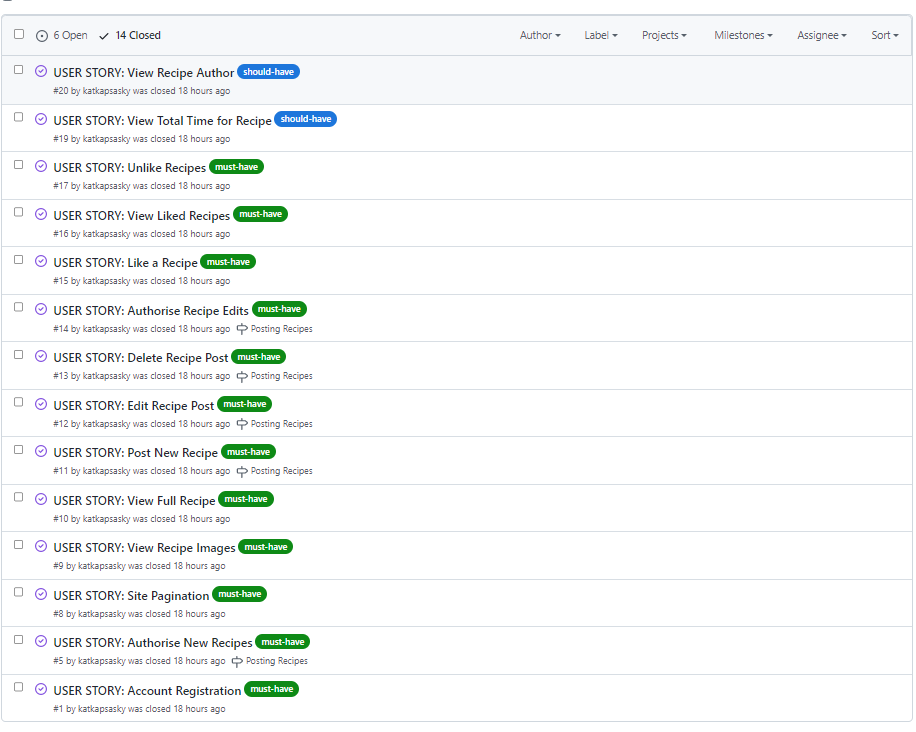 6 Open 14 Closed Author Label Projects Milestones Assignee Sort
USER STORY: View Recipe Author should-have
#20 by katkapsasky was closed 18 hours ago
USER STORY: View Total Time for Recipe should-have
#19 by katkapsasky was closed 18 hours ago
USER STORY: Unlike Recipes must-have
#17 by katkapsasky was closed 18 hours ago
USER STORY: View Liked Recipes must-have
#16 by katkapsasky was closed 18 hours ago
USER STORY: Like a Recipe must-have
#15 by katkapsasky was closed 18 hours ago
USER STORY: Authorise Recipe Edits must-have
#14 by katkapsasky was closed 18 hours ago Posting Recipes
USER STORY: Delete Recipe Post must-have
#13 by katkapsasky was closed 18 hours ago Posting Recipes
USER STORY: Edit Recipe Post must-have
#12 by katkapsasky was closed 18 hours ago Posting Recipes
USER STORY: Post New Recipe must-have
#11 by katkapsasky was closed 18 hours ago Posting Recipes
USER STORY: View Full Recipe must-have
#10 by katkapsasky was closed 18 hours ago
USER STORY: View Recipe Images must-have
#9 by katkapsasky was closed 18 hours ago
USER STORY: Site Pagination must-have
#8 by katkapsasky was closed 18 hours ago
USER STORY: Authorise New Recipes must-have
#5 by katkapsasky was closed 18 hours ago Posting Recipes
USER STORY: Account Registration must-have
#1 by katkapsasky was closed 18 hours ago